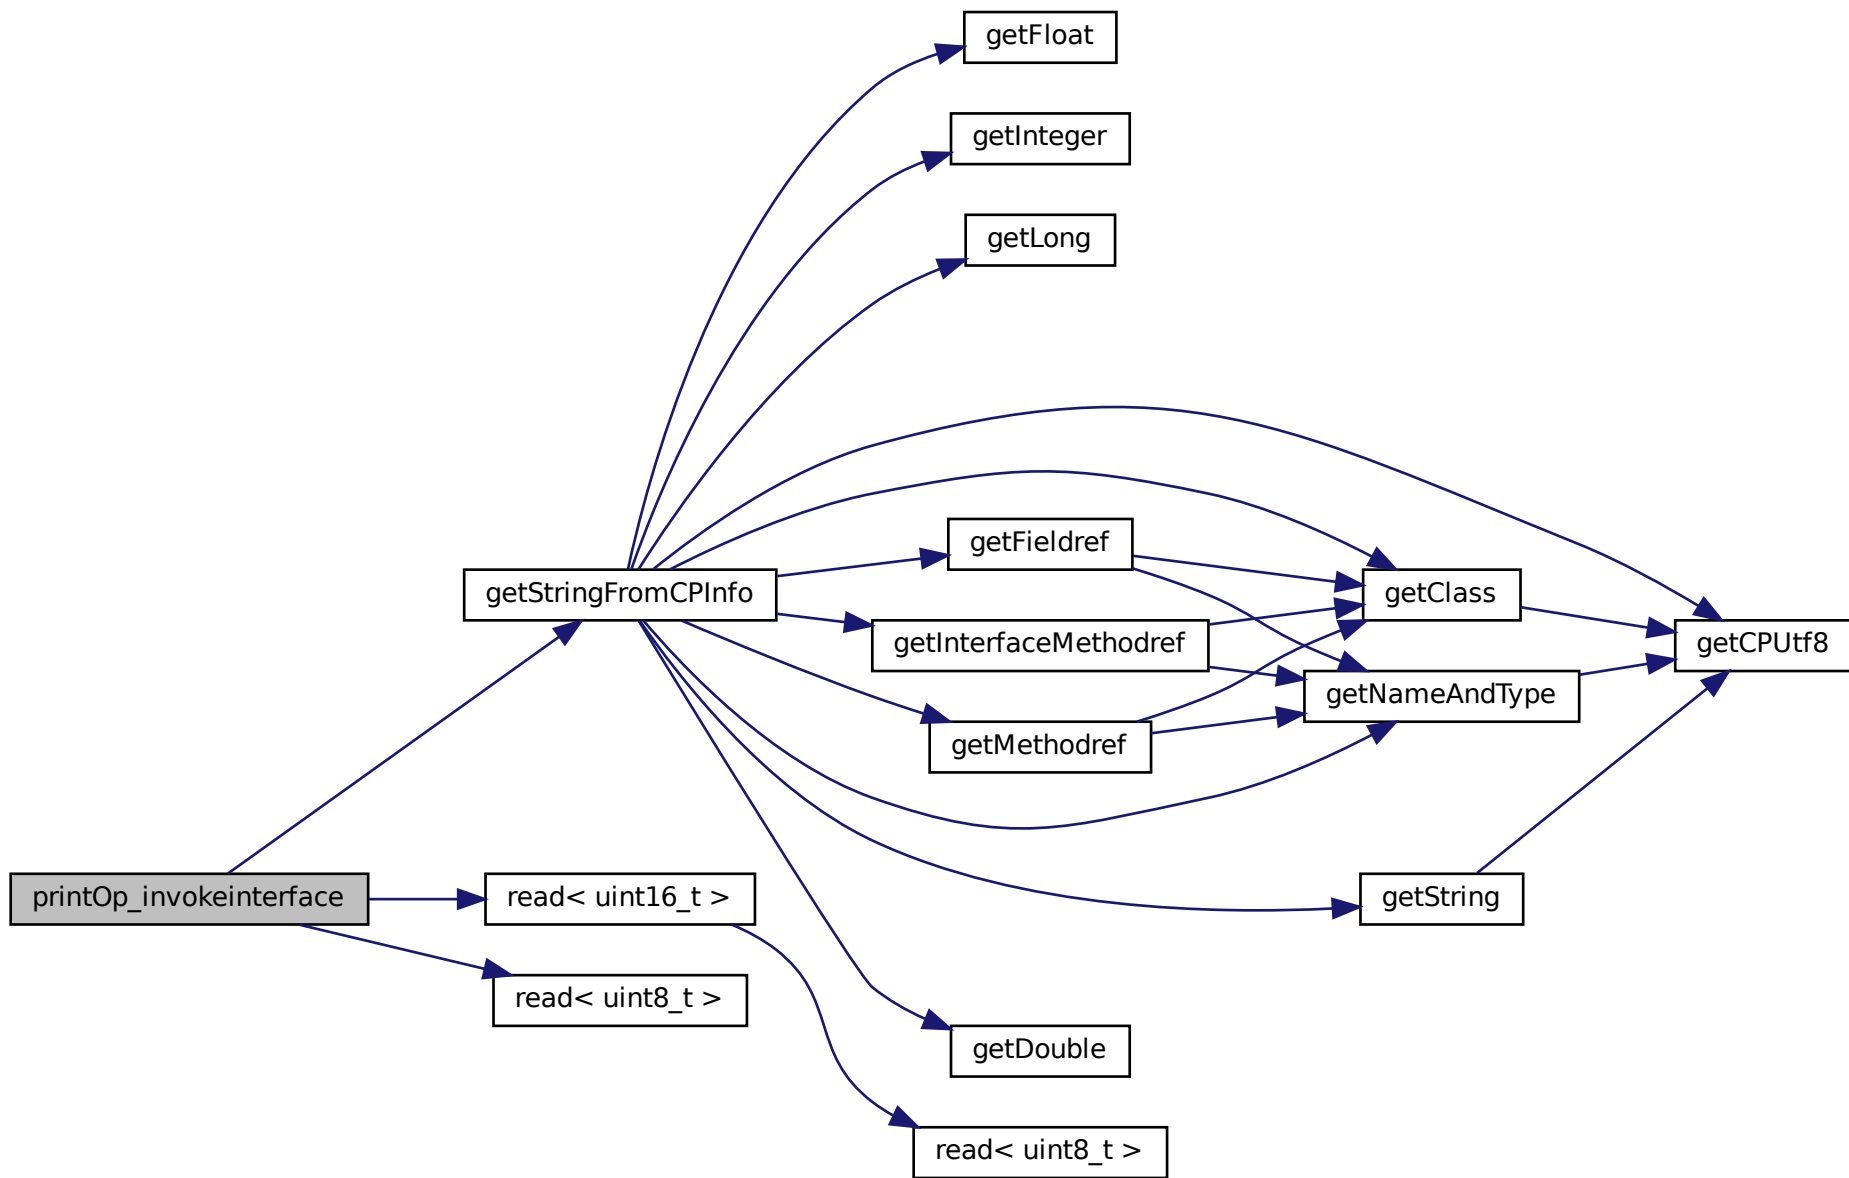 getFloat
getInteger
getLong
getFieldref
getStringFromCPInfo
getClass
getInterfaceMethodref
getCPUtf8
getNameAndType
getMethodref
printOp_invokeinterface
read< uint16_t >
getString
read< uint8_t >
getDouble
read< uint8_t >